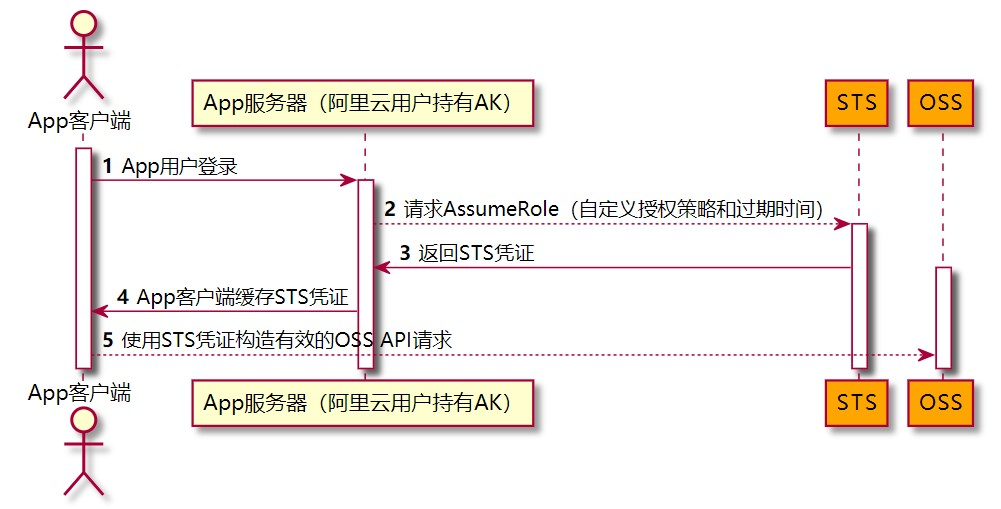 App客户端
App服务器（阿里云用户持有AK）
STS
OSS
1 App用户登录
2 请求AssumeRole（自定义授权策略和过期时间）
3 返回STS凭证
4 App客户端缓存STS凭证
5 使用STS凭证构造有效的OSS API请求
App客户端
App服务器（阿里云用户持有AK）
STS
OSS